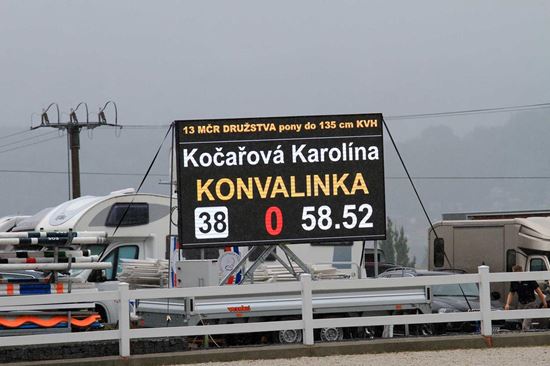 13 MČR DRUŽSTVA pony do 135 cm KVH
Kočařová Karolína
KONVALINKA
38 0 58.52